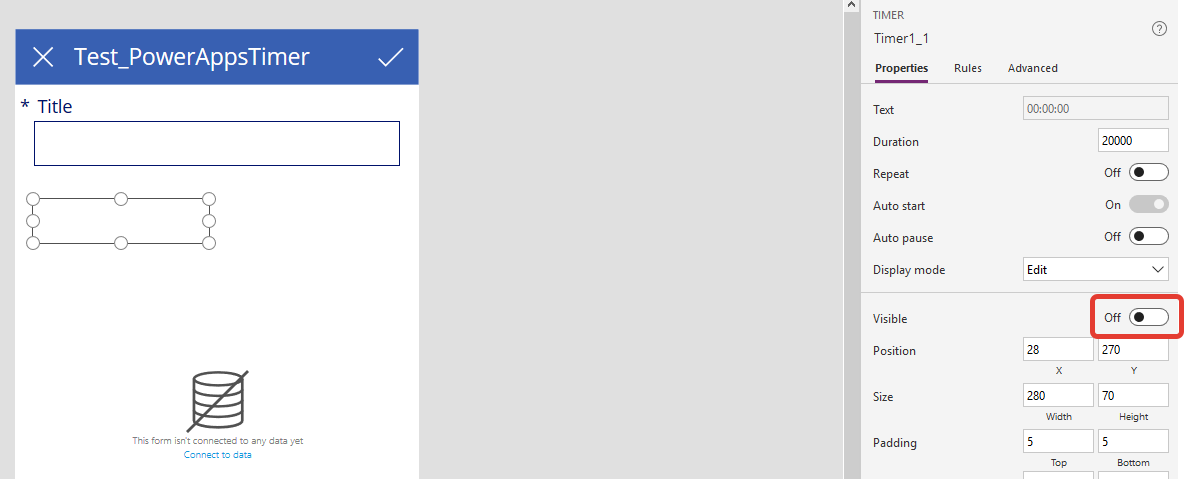 Test_PowerAppsTimer
* Title
This form isn't connected to any data yet
Connect to data
TIMER
Timer1_1
?
Properties Rules Advanced
Text 00:00:00
Duration 20000
Repeat Off
Auto start On
Auto pause Off
Display mode Edit
Visible Off
Position 28 270
X Y
Size 280 70
Width Height
Padding 5 5
Top Bottom